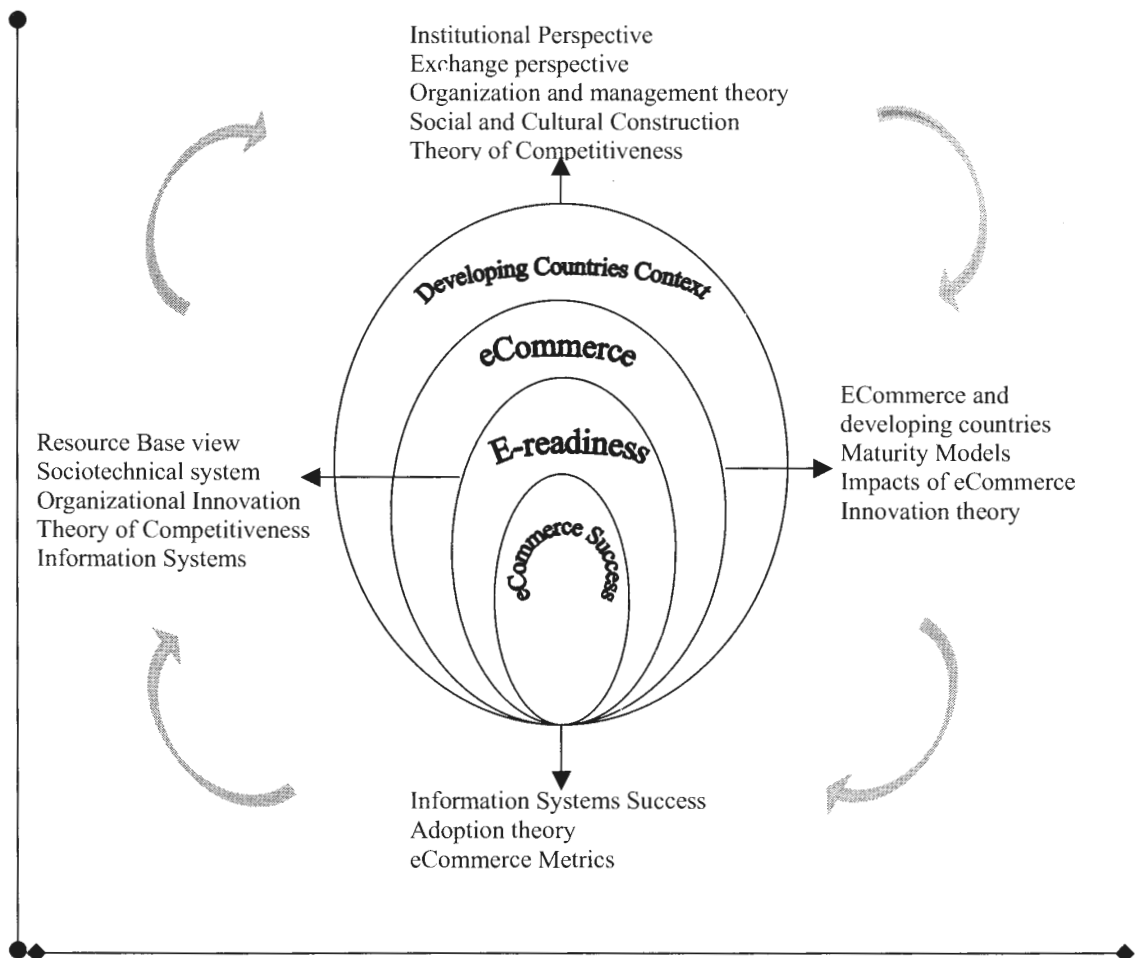 Institutional Perspective
Exchange perspective
Organization and management theory
Social and Cultural Construction
Theory of Competitiveness
Developing Countries Context
eCommerce
E-readiness
eCommerce Success
Resource Base view
Sociotechnical system
Organizational Innovation
Theory of Competitiveness
Information Systems
ECommerce and
developing countries
Maturity Models
Impacts of eCommerce
Innovation theory
Information Systems Success
Adoption theory
eCommerce Metrics